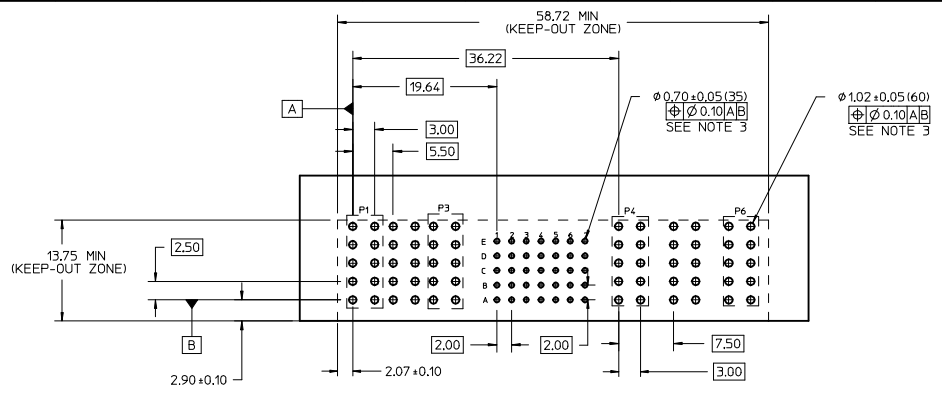 58.72 MIN
(KEEP-OUT ZONE)
36.22
19.64
A
3.00
5.50
Ø0.70±0.05(35)
⌖ Ø 0.10 A B
SEE NOTE 3
Ø1.02±0.05(60)
⌖ Ø 0.10 A B
SEE NOTE 3
P1
P3
P4
P6
1 2 3 4 5 6 7
E
D
C
B
A
13.75 MIN
(KEEP-OUT ZONE)
2.50
B
2.90±0.10
2.07±0.10
2.00
2.00
7.50
3.00